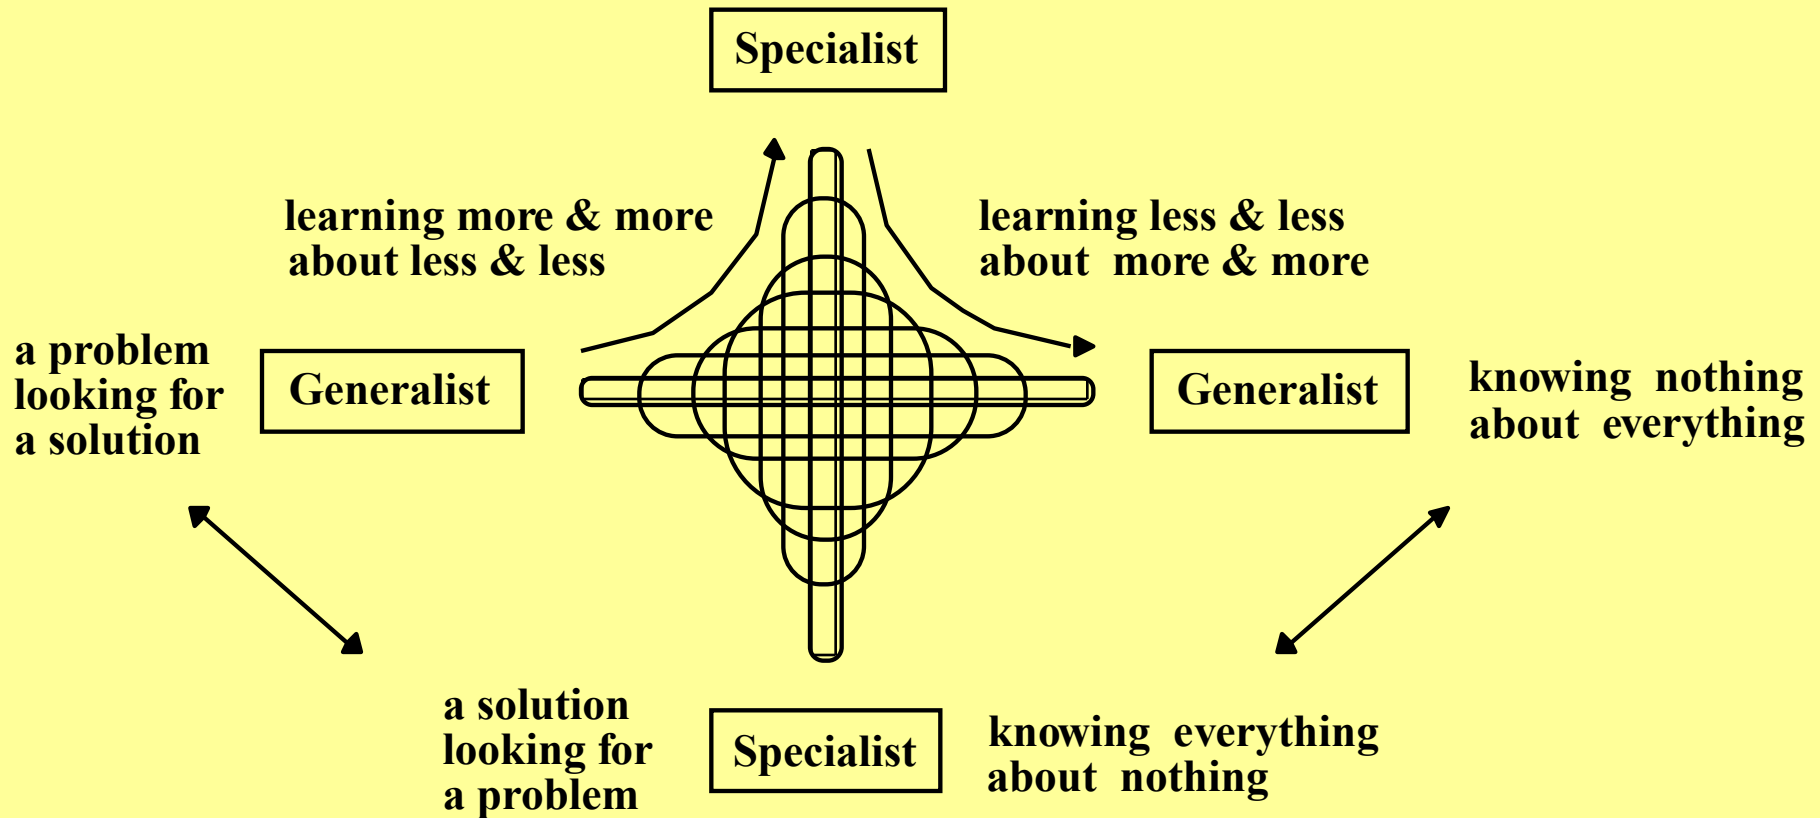 Specialist
learning more & more
about less & less
learning less & less
about more & more
a problem
looking for
a solution
Generalist
Generalist
knowing nothing
about everything
a solution
looking for
a problem
Specialist
knowing everything
about nothing